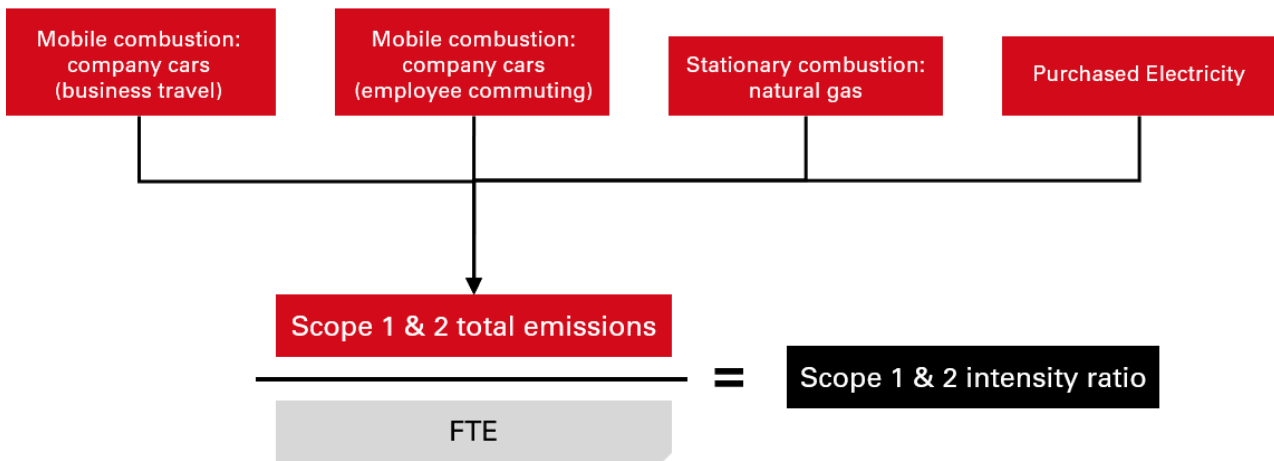 Mobile combustion:
company cars
(business travel)
Mobile combustion:
company cars
(employee commuting)
Stationary combustion:
natural gas
Purchased Electricity
Scope 1 & 2 total emissions
=
Scope 1 & 2 intensity ratio
FTE